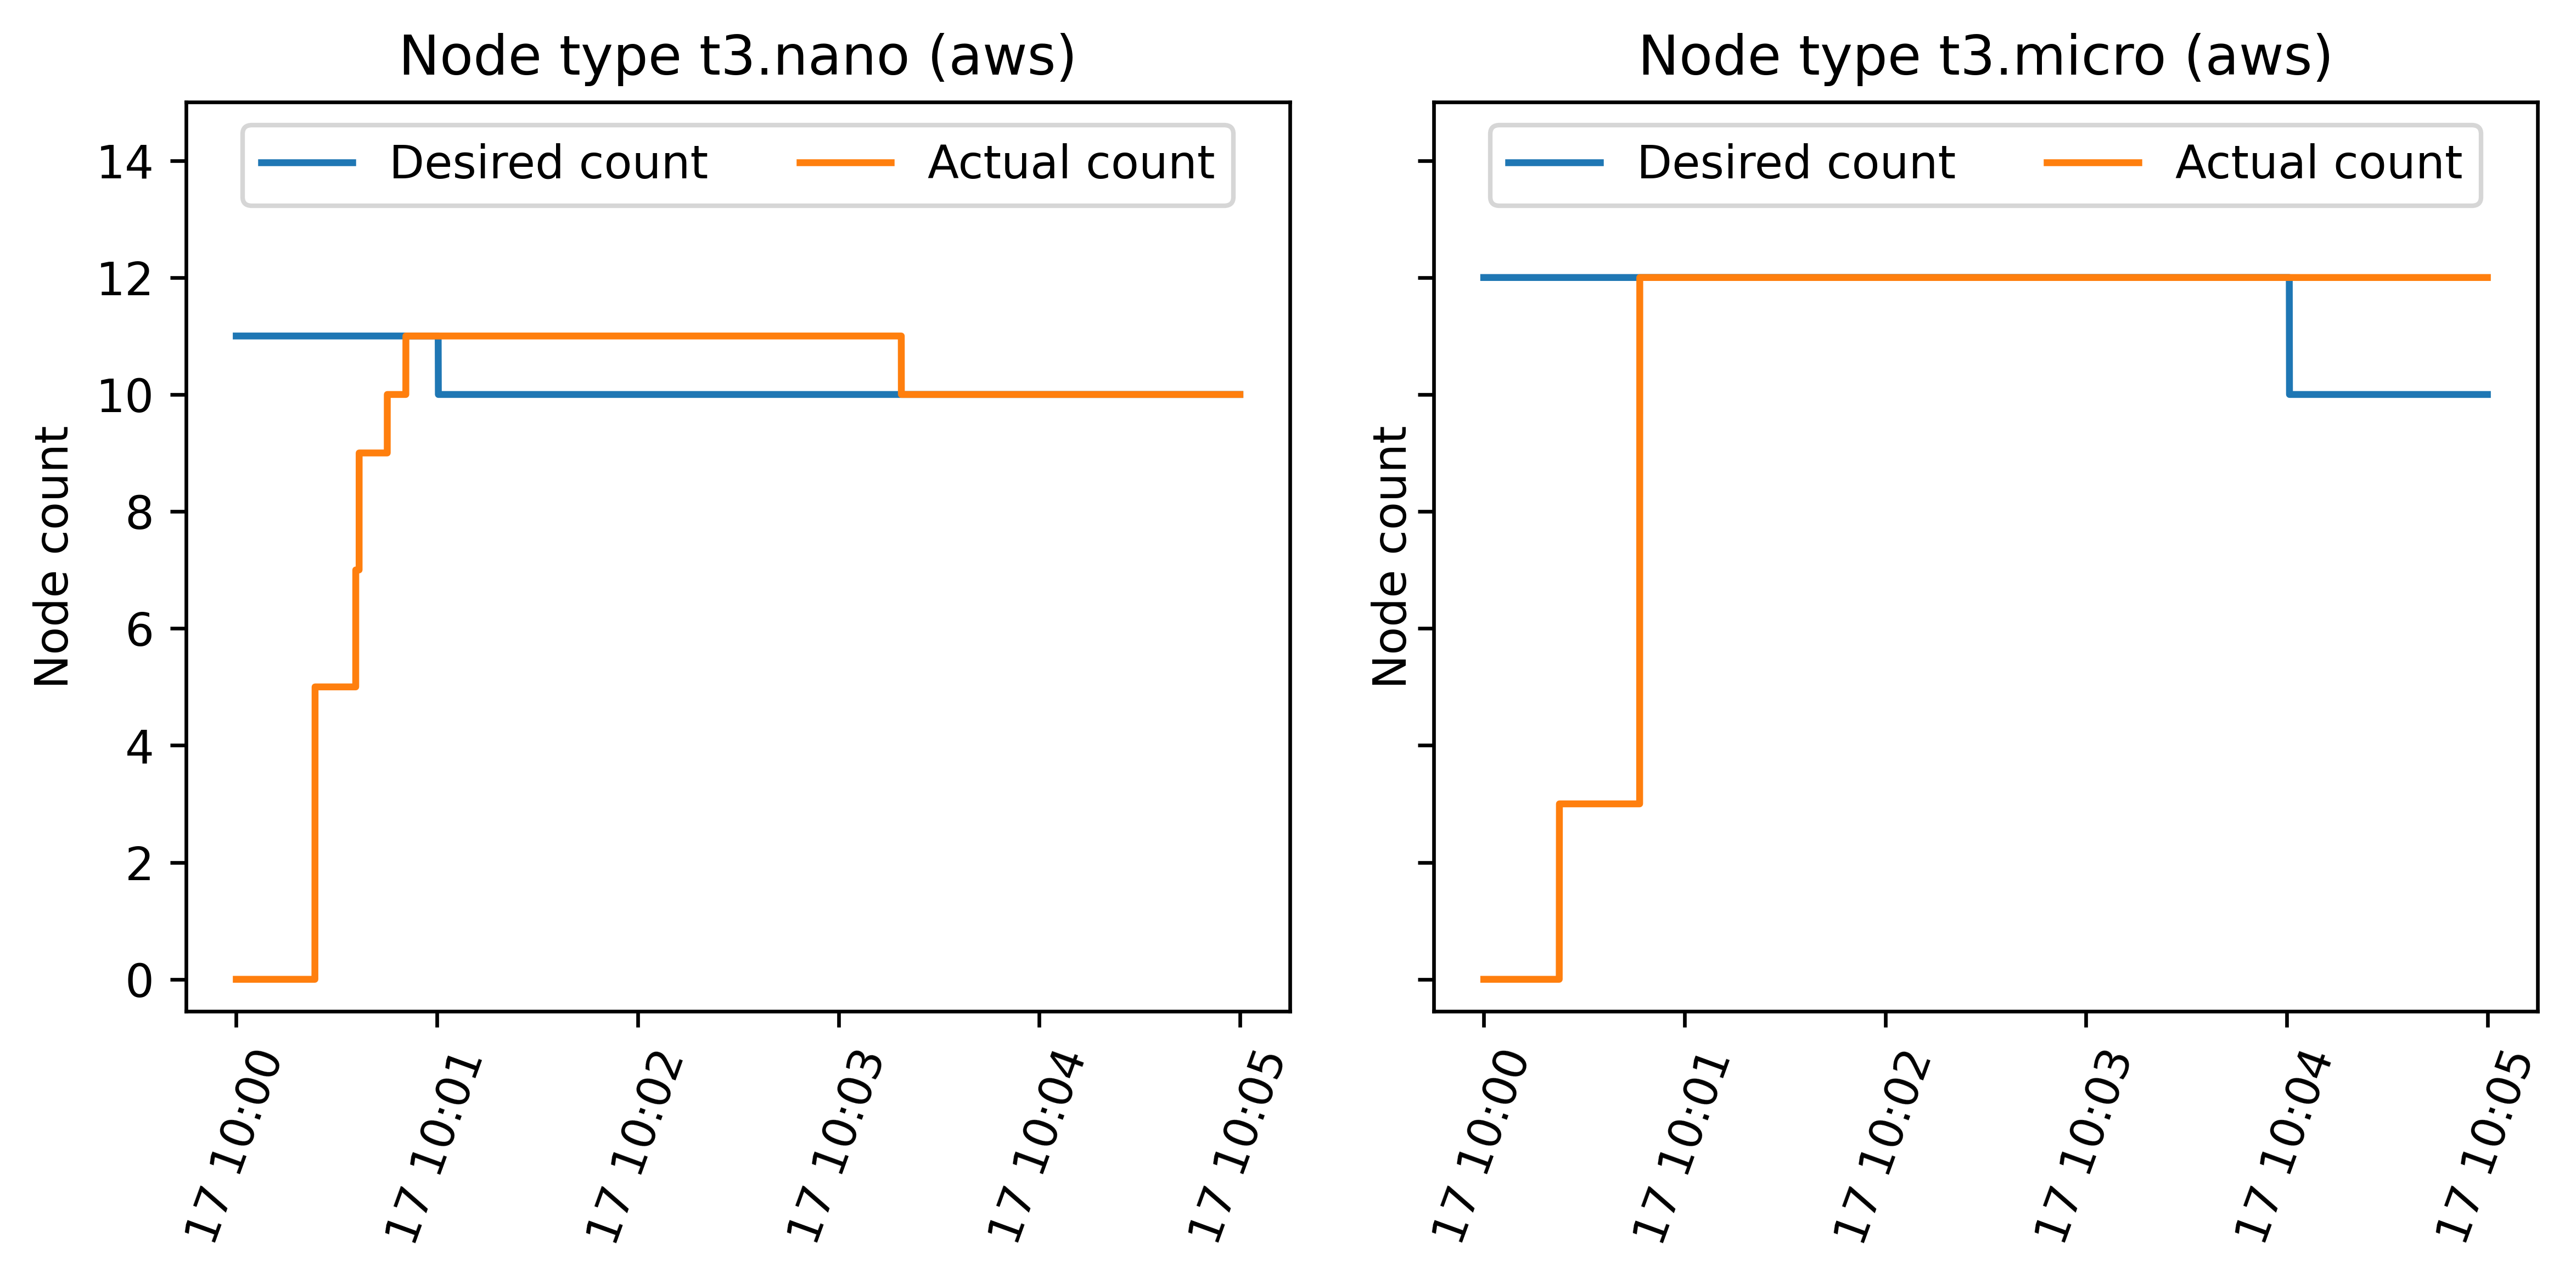 Node type t3.nano (aws)
Desired count
Actual count
Node count
14
12
10
8
6
4
2
0
17 10:00
17 10:01
17 10:02
17 10:03
17 10:04
17 10:05
Node type t3.micro (aws)
Desired count
Actual count
Node count
17 10:00
17 10:01
17 10:02
17 10:03
17 10:04
17 10:05